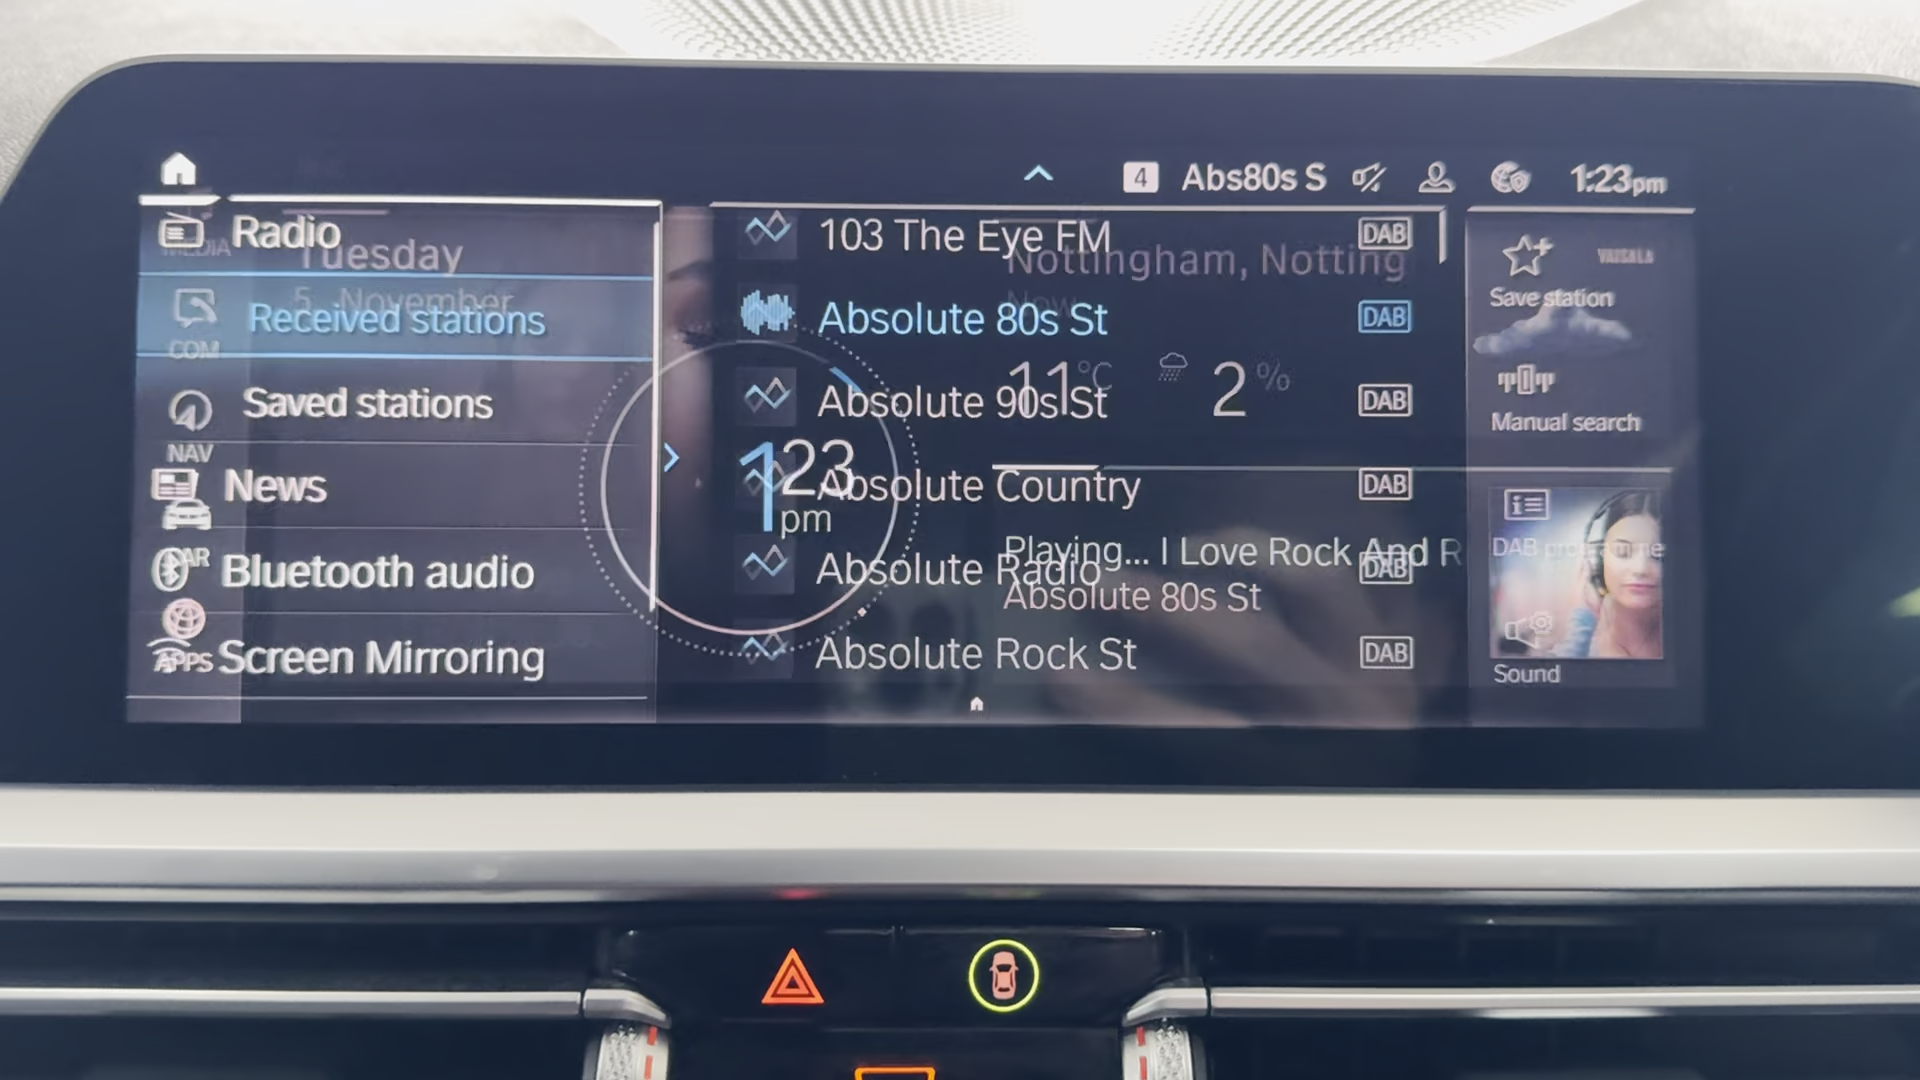 4 Abs80s S 1:23pm
Radio
MEDIA
Tuesday
5. November
Received stations
COM
Saved stations
NAV
News
Bluetooth audio
Screen Mirroring
APPS
1 23
pm
103 The Eye FM DAB
Absolute 80s St DAB
Absolute 90s St DAB
Absolute Country DAB
Absolute Radio DAB
Absolute Rock St DAB
Nottingham, Notting
Now
11°C 2%
Playing... I Love Rock And R
Absolute 80s St
VAISALA
Save station
Manual search
DAB programme
Sound